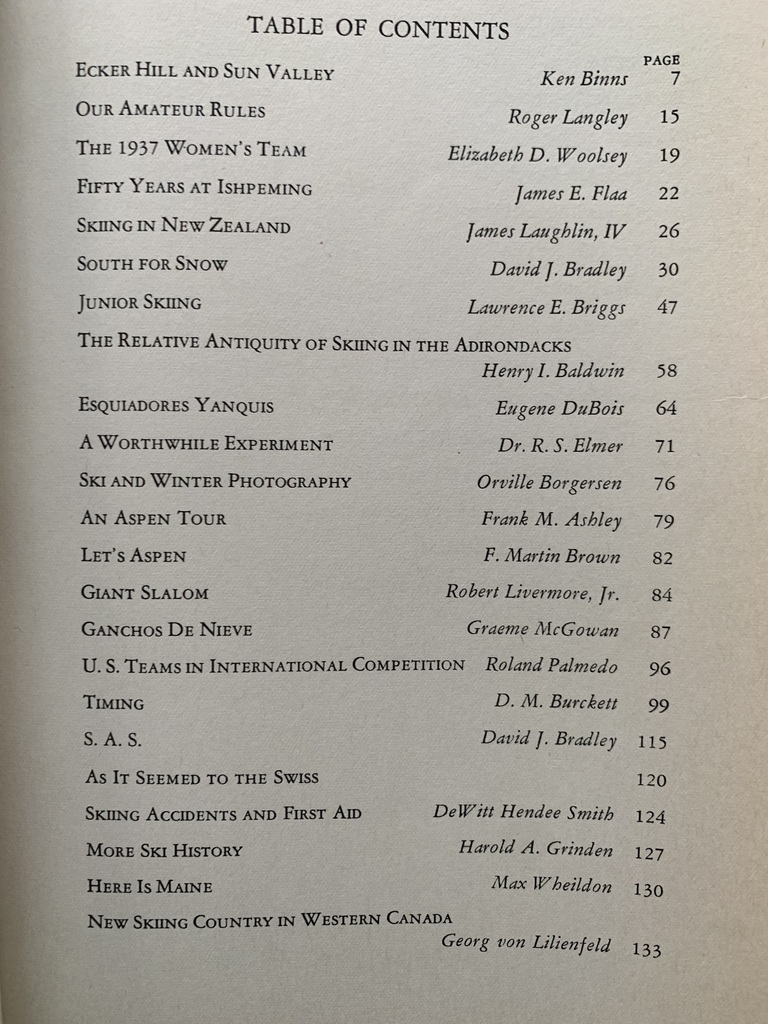 TABLE OF CONTENTS
PAGE
ECKER HILL AND SUN VALLEY Ken Binns 7
OUR AMATEUR RULES Roger Langley 15
THE 1937 WOMEN'S TEAM Elizabeth D. Woolsey 19
FIFTY YEARS AT ISHPEMING James E. Flaa 22
SKIING IN NEW ZEALAND James Laughlin, IV 26
SOUTH FOR SNOW David J. Bradley 30
JUNIOR SKIING Lawrence E. Briggs 47
THE RELATIVE ANTIQUITY OF SKIING IN THE ADIRONDACKS
Henry I. Baldwin 58
ESQUIADORES YANQUIS Eugene DuBois 64
A WORTHWHILE EXPERIMENT Dr. R. S. Elmer 71
SKI AND WINTER PHOTOGRAPHY Orville Borgersen 76
AN ASPEN TOUR Frank M. Ashley 79
LET'S ASPEN F. Martin Brown 82
GIANT SLALOM Robert Livermore, Jr. 84
GANCHOS DE NIEVE Graeme McGowan 87
U. S. TEAMS IN INTERNATIONAL COMPETITION Roland Palmedo 96
TIMING D. M. Burckett 99
S. A. S. David J. Bradley 115
AS IT SEEMED TO THE SWISS 120
SKIING ACCIDENTS AND FIRST AID DeWitt Hendee Smith 124
MORE SKI HISTORY Harold A. Grinden 127
HERE IS MAINE Max Wheildon 130
NEW SKIING COUNTRY IN WESTERN CANADA
Georg von Lilienfeld 133